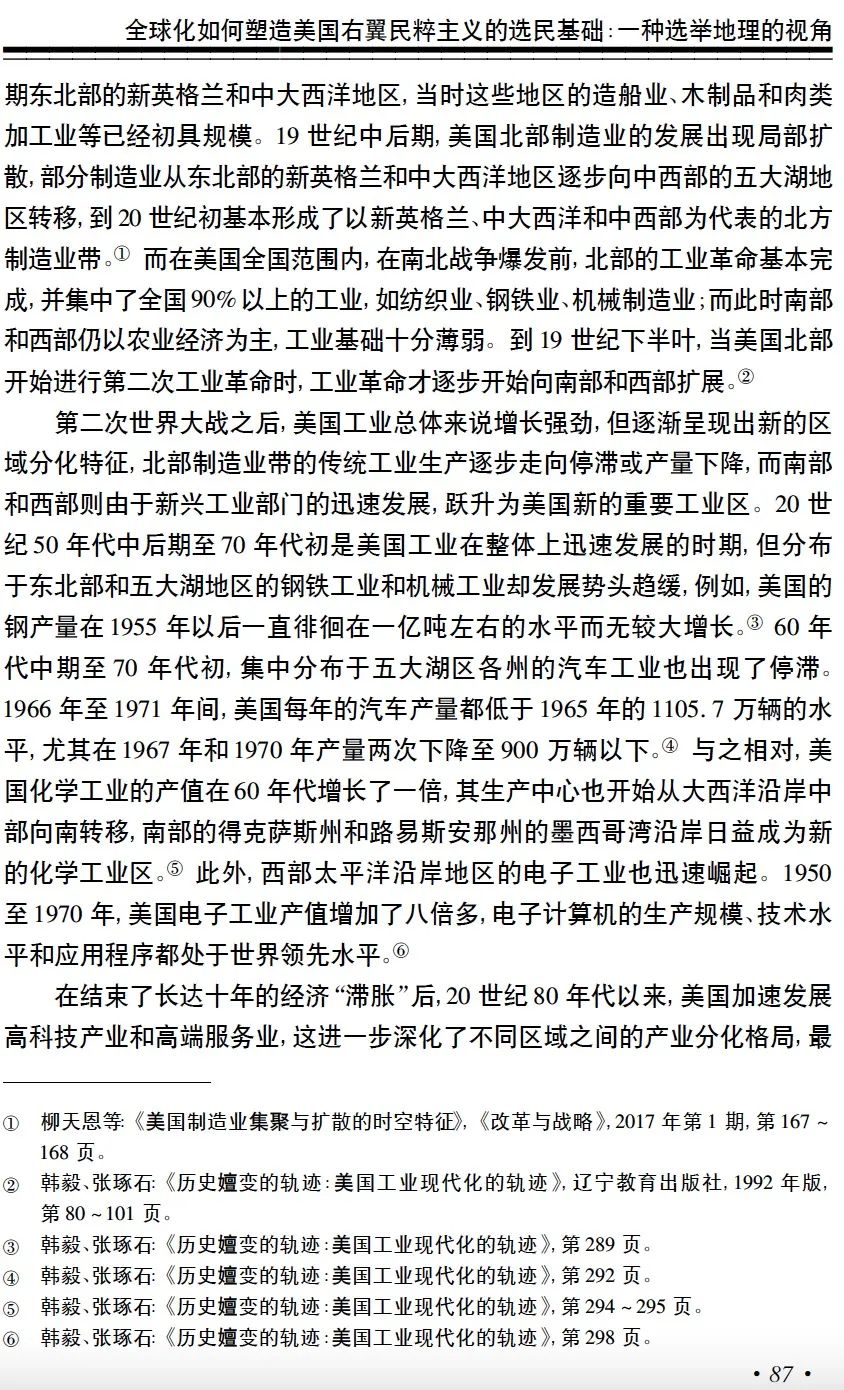 全球化如何塑造美国右翼民粹主义的选民基础:一种选举地理的视角
期东北部的新英格兰和中大西洋地区,当时这些地区的造船业、木制品和肉类
加工业等已经初具规模。19 世纪中后期,美国北部制造业的发展出现局部扩
散,部分制造业从东北部的新英格兰和中大西洋地区逐步向中西部的五大湖地
区转移,到 20 世纪初基本形成了以新英格兰、中大西洋和中西部为代表的北方
制造业带。① 而在美国全国范围内,在南北战争爆发前,北部的工业革命基本完
成,并集中了全国 90% 以上的工业,如纺织业、钢铁业、机械制造业;而此时南部
和西部仍以农业经济为主,工业基础十分薄弱。到 19 世纪下半叶,当美国北部
开始进行第二次工业革命时,工业革命才逐步开始向南部和西部扩展。②
第二次世界大战之后,美国工业总体来说增长强劲,但逐渐呈现出新的区
域分化特征,北部制造业带的传统工业生产逐步走向停滞或产量下降,而南部
和西部则由于新兴工业部门的迅速发展,跃升为美国新的重要工业区。20 世
纪 50 年代中后期至 70 年代初是美国工业在整体上迅速发展的时期,但分布
于东北部和五大湖地区的钢铁工业和机械工业却发展势头趋缓,例如,美国的
钢产量在 1955 年以后一直徘徊在一亿吨左右的水平而无较大增长。③ 60 年
代中期至 70 年代初,集中分布于五大湖区各州的汽车工业也出现了停滞。
1966 年至 1971 年间,美国每年的汽车产量都低于 1965 年的 1105. 7 万辆的水
平,尤其在 1967 年和 1970 年产量两次下降至 900 万辆以下。④ 与之相对,美
国化学工业的产值在 60 年代增长了一倍,其生产中心也开始从大西洋沿岸中
部向南转移,南部的得克萨斯州和路易斯安那州的墨西哥湾沿岸日益成为新
的化学工业区。⑤ 此外,西部太平洋沿岸地区的电子工业也迅速崛起。1950
至 1970 年,美国电子工业产值增加了八倍多,电子计算机的生产规模、技术水
平和应用程序都处于世界领先水平。⑥
在结束了长达十年的经济“滞胀”后,20 世纪 80 年代以来,美国加速发展
高科技产业和高端服务业,这进一步深化了不同区域之间的产业分化格局,最
① 柳天恩等:《美国制造业集聚与扩散的时空特征》,《改革与战略》,2017 年第 1 期,第 167 ~
168 页。
② 韩毅、张琢石:《历史嬗变的轨迹:美国工业现代化的轨迹》,辽宁教育出版社,1992 年版,
第 80 ~ 101 页。
③ 韩毅、张琢石:《历史嬗变的轨迹:美国工业现代化的轨迹》,第 289 页。
④ 韩毅、张琢石:《历史嬗变的轨迹:美国工业现代化的轨迹》,第 292 页。
⑤ 韩毅、张琢石:《历史嬗变的轨迹:美国工业现代化的轨迹》,第 294 ~ 295 页。
⑥ 韩毅、张琢石:《历史嬗变的轨迹:美国工业现代化的轨迹》,第 298 页。
· 87 ·